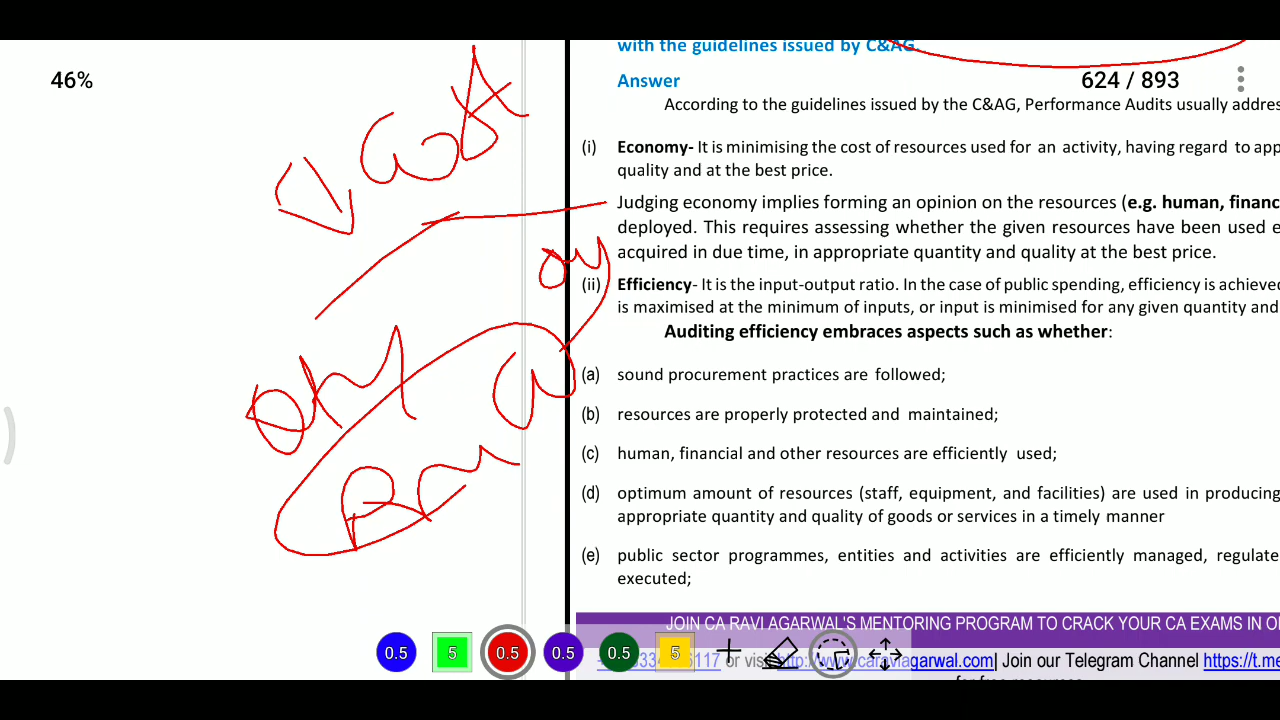 with the guidelines issued by C&AG.
46%
Answer
624 / 893
According to the guidelines issued by the C&AG, Performance Audits usually addres
(i) Economy- It is minimising the cost of resources used for an activity, having regard to app
quality and at the best price.
Judging economy implies forming an opinion on the resources (e.g. human, financ
deployed. This requires assessing whether the given resources have been used e
acquired in due time, in appropriate quantity and quality at the best price.
(ii) Efficiency- It is the input-output ratio. In the case of public spending, efficiency is achieve
is maximised at the minimum of inputs, or input is minimised for any given quantity and
Auditing efficiency embraces aspects such as whether:
(a) sound procurement practices are followed;
(b) resources are properly protected and maintained;
(c) human, financial and other resources are efficiently used;
(d) optimum amount of resources (staff, equipment, and facilities) are used in producing
appropriate quantity and quality of goods or services in a timely manner
(e) public sector programmes, entities and activities are efficiently managed, regulate
executed;
JOIN CA RAVI AGARWAL'S MENTORING PROGRAM TO CRACK YOUR CA EXAMS IN O
0.5 5 0.5 0.5 0.5 5
117 or visi http://www.caraviagarwal.com| Join our Telegram Channel https://t.me